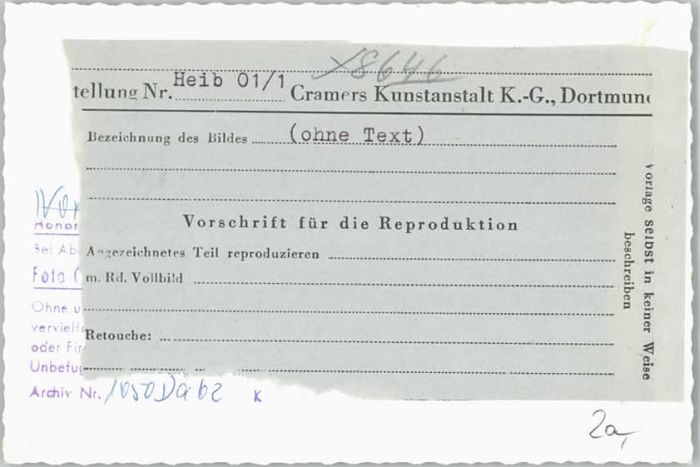 18646
tellung Nr. Heib 01/1 Cramers Kunstanstalt K.-G., Dortmun
Bezeichnung des Bildes (ohne Text)
Vorschrift für die Reproduktion
Angezeichnetes Teil reproduzieren
m. Rd. Vollbild
Retouche:
Vorlage selbst in keiner Weise
beschreiben
Honor
Bei Ab
Foto
Ohne u
vervielf
oder Fir
Unbefug
Archiv Nr. 1050 Da 62 K
2a,